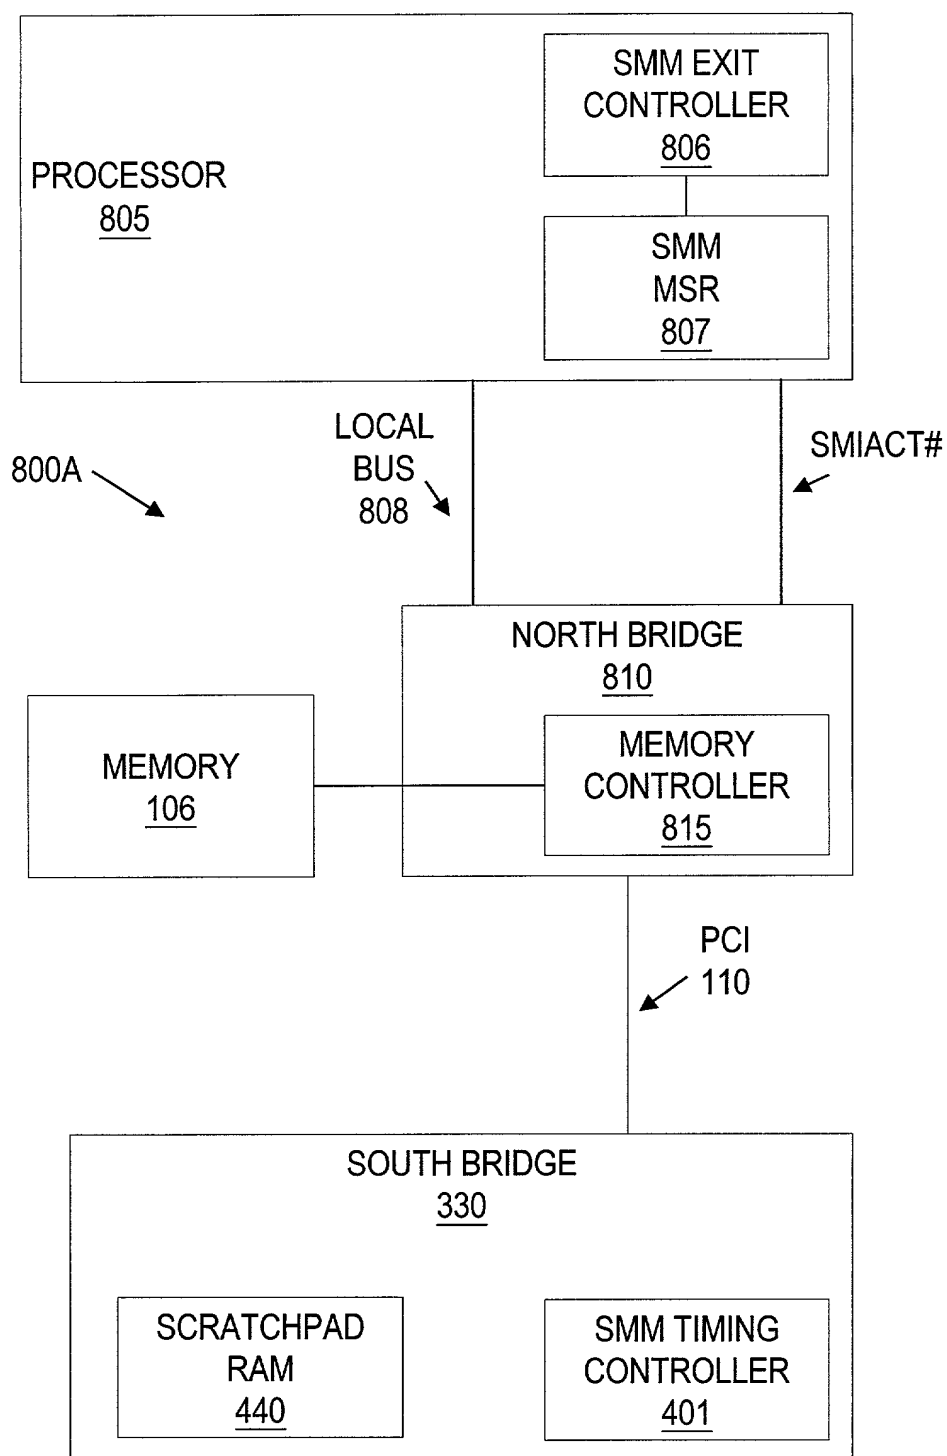 SMM EXIT
CONTROLLER
806
PROCESSOR
805
SMM
MSR
807
LOCAL
BUS
808
SMIACT#
800A
NORTH BRIDGE
810
MEMORY
106
MEMORY
CONTROLLER
815
PCI
110
SOUTH BRIDGE
330
SCRATCHPAD
RAM
440
SMM TIMING
CONTROLLER
401